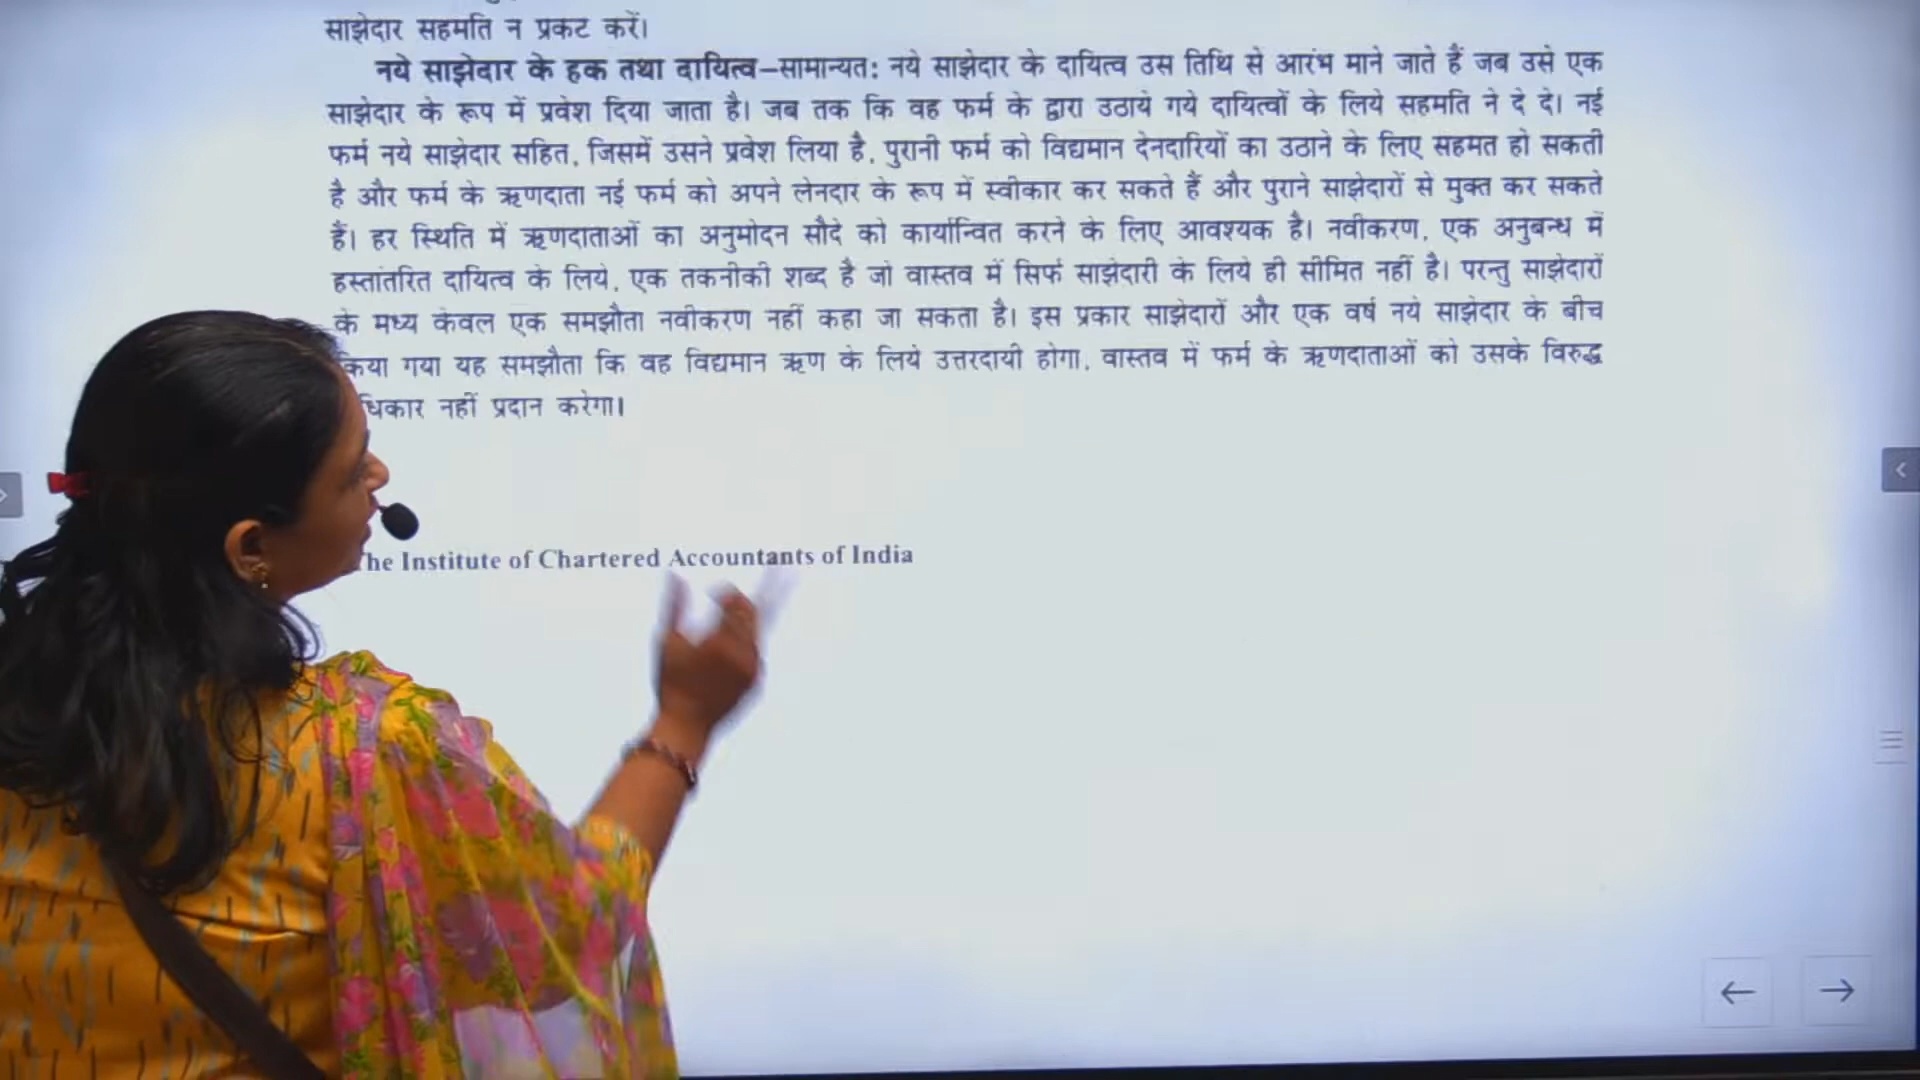 साझेदार सहमति न प्रकट करें।
नये साझेदार के हक तथा दायित्व–सामान्यत: नये साझेदार के दायित्व उस तिथि से आरंभ माने जाते हैं जब उसे एक
साझेदार के रूप में प्रवेश दिया जाता है। जब तक कि वह फर्म के द्वारा उठाये गये दायित्वों के लिये सहमति ने दे दे। नई
फर्म नये साझेदार सहित, जिसमें उसने प्रवेश लिया है, पुरानी फर्म को विद्यमान देनदारियों का उठाने के लिए सहमत हो सकती
है और फर्म के ऋणदाता नई फर्म को अपने लेनदार के रूप में स्वीकार कर सकते हैं और पुराने साझेदारों से मुक्त कर सकते
हैं। हर स्थिति में ऋणदाताओं का अनुमोदन सौदे को कार्यान्वित करने के लिए आवश्यक है। नवीकरण, एक अनुबन्ध में
हस्तांतरित दायित्व के लिये, एक तकनीकी शब्द है जो वास्तव में सिर्फ साझेदारी के लिये ही सीमित नहीं है। परन्तु साझेदारों
के मध्य केवल एक समझौता नवीकरण नहीं कहा जा सकता है। इस प्रकार साझेदारों और एक वर्ष नये साझेदार के बीच
किया गया यह समझौता कि वह विद्यमान ऋण के लिये उत्तरदायी होगा, वास्तव में फर्म के ऋणदाताओं को उसके विरुद्ध
धिकार नहीं प्रदान करेगा।
The Institute of Chartered Accountants of India